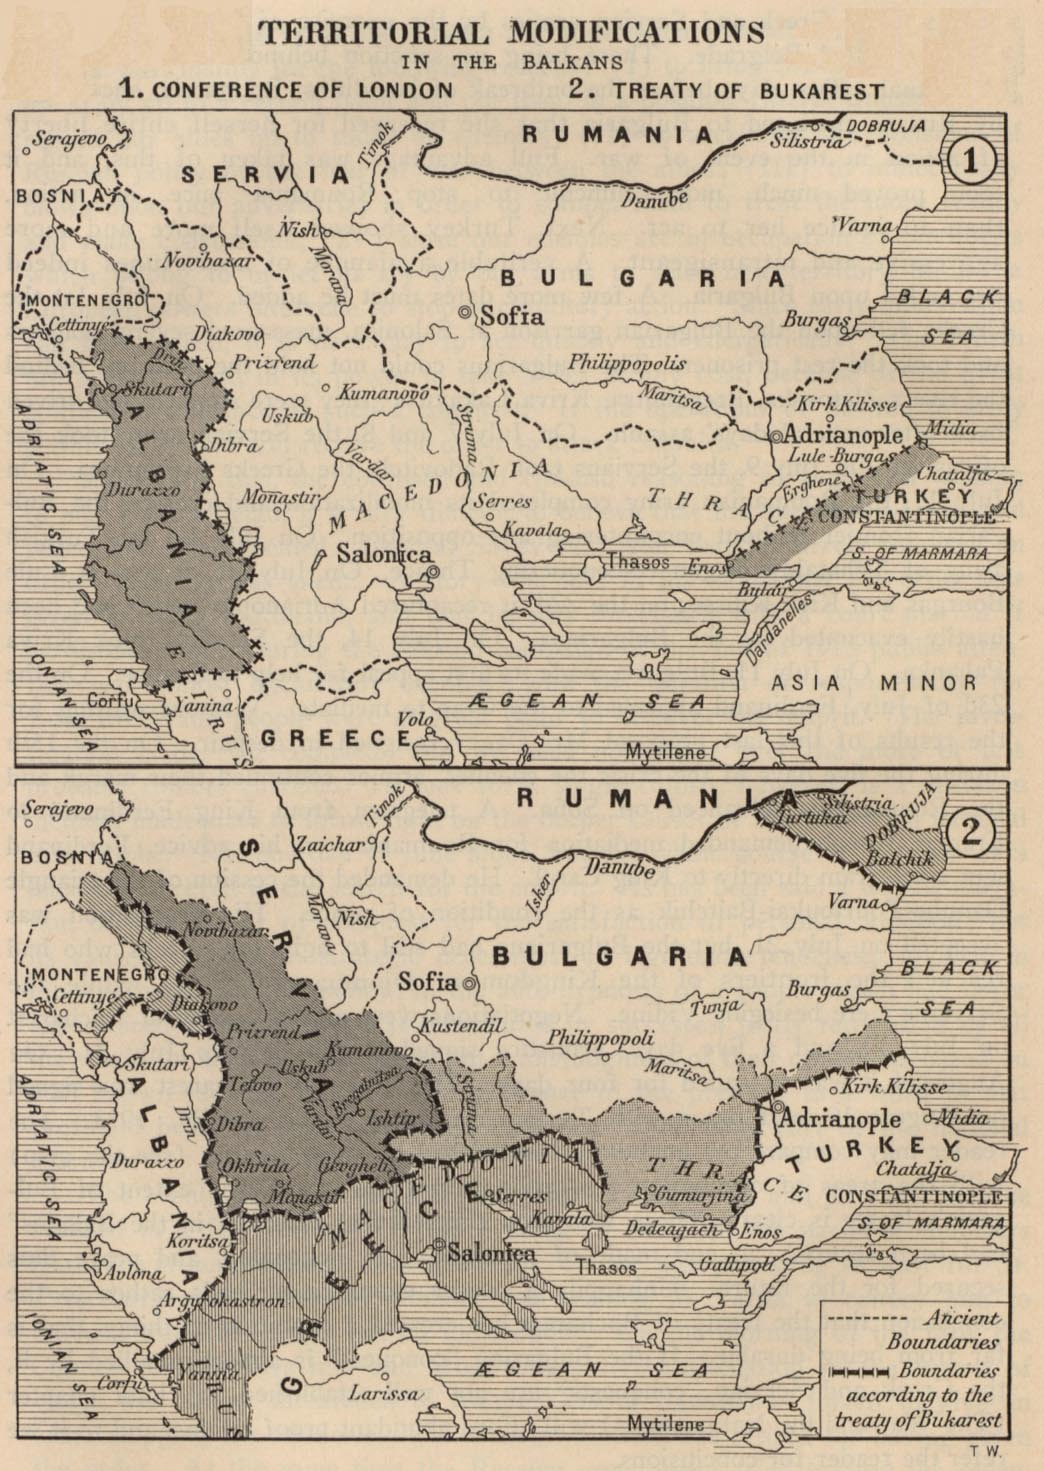 TERRITORIAL MODIFICATIONS
IN THE BALKANS
1. CONFERENCE OF LONDON 2. TREATY OF BUKAREST
1
RUMANIA
DOBRUJA
Silistria
Serajevo
Timok
SERVIA
BOSNIA
Danube
Varna
Nish
Novibazar
Morava
BULGARIA
BLACK
SEA
MONTENEGRO
Cettinyé
Sofia
Burgas
Diakovo
Drin
Prizrend
Philippopolis
Skutari
Kumanovo
Maritsa
Kirk Kilisse
Uskub
Struma
Adrianople
Midia
Dibra
Lule-Burgas
ADRIATIC SEA
ALBANIA
Vardar
Chatalja
Durazzo
Monastir
MACEDONIA
Serres
THRACE
Erghene
TURKEY
CONSTANTINOPLE
Kavala
Salonica
Thasos
Enos
S. OF MARMARA
Bulair
Dardanelles
IONIAN SEA
EPIRUS
Corfu
Yanina
ÆGEAN SEA
ASIA MINOR
Volo
GREECE
Mytilene
2
RUMANIA
Silistria
Turtukai
DOBRUJA
Baltchik
Serajevo
Timok
Zaichar
BOSNIA
SERVIA
Danube
Isker
Varna
Nish
Morava
Novibazar
BULGARIA
BLACK
SEA
MONTENEGRO
Cettinyé
Sofia
Burgas
Diakovo
Tunja
Prizrend
Kustendil
Philippopoli
Kumanovo
Maritsa
Skutari
Uskub
Tetovo
Bregalnitsa
Struma
Kirk Kilisse
ADRIATIC SEA
ALBANIA
Drin
Dibra
Vardar
Ishtip
Adrianople
Midia
TURKEY
Durazzo
Okhrida
Gevgheli
MACEDONIA
THRACE
Chatalja
Monastir
Serres
Gumurjina
CONSTANTINOPLE
Kavala
Dedeagach
Enos
S. OF MARMARA
Koritsa
Salonica
Thasos
Gallipoli
Avlona
Argyrokastron
GREECE
IONIAN SEA
EPIRUS
Yanina
Corfu
Larissa
ÆGEAN SEA
Mytilene
Ancient
Boundaries
Boundaries
according to the
treaty of Bukarest
T W.